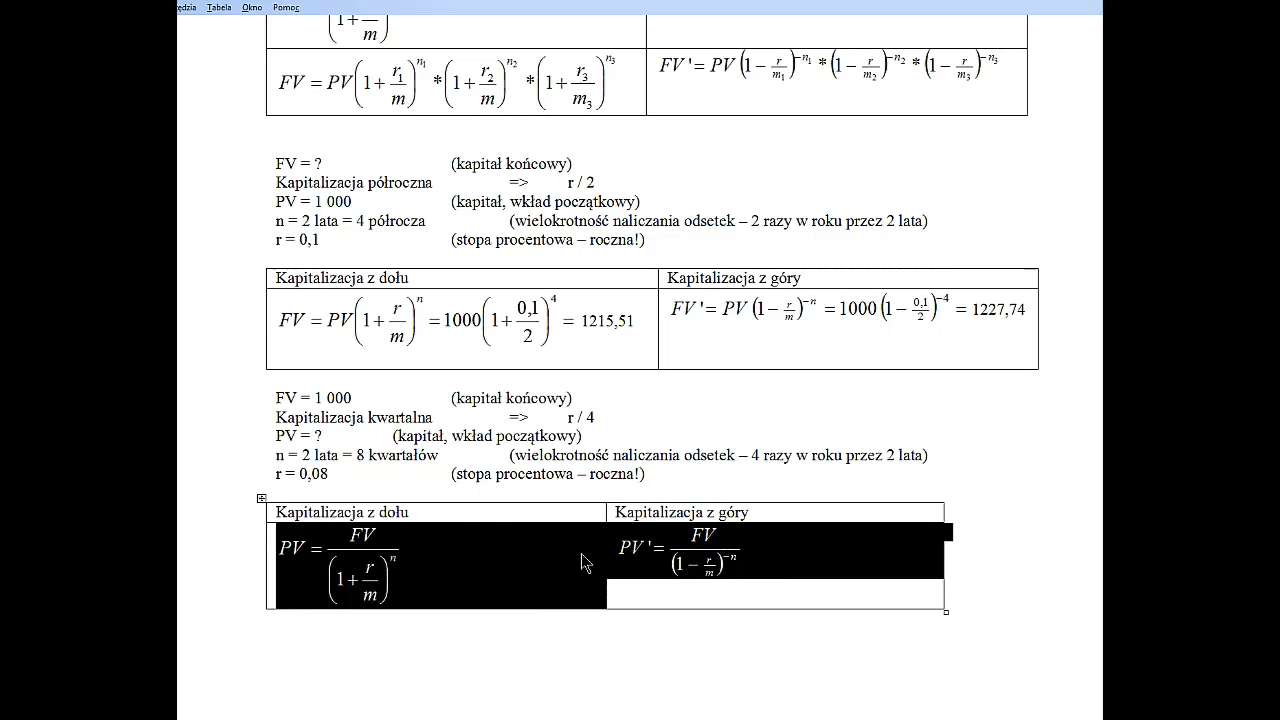 ędzia Tabela Okno Pomoc
(1+ — / m)
FV = PV(1 + r₁/m)^n₁ * (1 + r₂/m)^n₂ * (1 + r₃/m₃)^n₃
FV ' = PV (1 − r/m₁)^−n₁ * (1 − r/m₂)^−n₂ * (1 − r/m₃)^−n₃
FV = ? (kapitał końcowy)
Kapitalizacja półroczna => r / 2
PV = 1 000 (kapitał, wkład początkowy)
n = 2 lata = 4 półrocza (wielokrotność naliczania odsetek – 2 razy w roku przez 2 lata)
r = 0,1 (stopa procentowa – roczna!)
Kapitalizacja z dołu Kapitalizacja z góry
FV = PV(1 + r/m)^n = 1000(1 + 0,1/2)^4 = 1215,51
FV ' = PV (1 − r/m)^−n = 1000 (1 − 0,1/2)^−4 = 1227,74
FV = 1 000 (kapitał końcowy)
Kapitalizacja kwartalna => r / 4
PV = ? (kapitał, wkład początkowy)
n = 2 lata = 8 kwartałów (wielokrotność naliczania odsetek – 4 razy w roku przez 2 lata)
r = 0,08 (stopa procentowa – roczna!)
Kapitalizacja z dołu Kapitalizacja z góry
PV = FV / (1 + r/m)^n
PV ' = FV / (1 − r/m)^−n